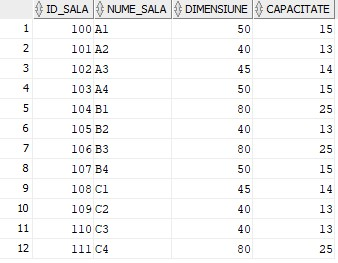 ID_SALA NUME_SALA DIMENSIUNE CAPACITATE
1 100 A1 50 15
2 101 A2 40 13
3 102 A3 45 14
4 103 A4 50 15
5 104 B1 80 25
6 105 B2 40 13
7 106 B3 80 25
8 107 B4 50 15
9 108 C1 45 14
10 109 C2 40 13
11 110 C3 40 13
12 111 C4 80 25